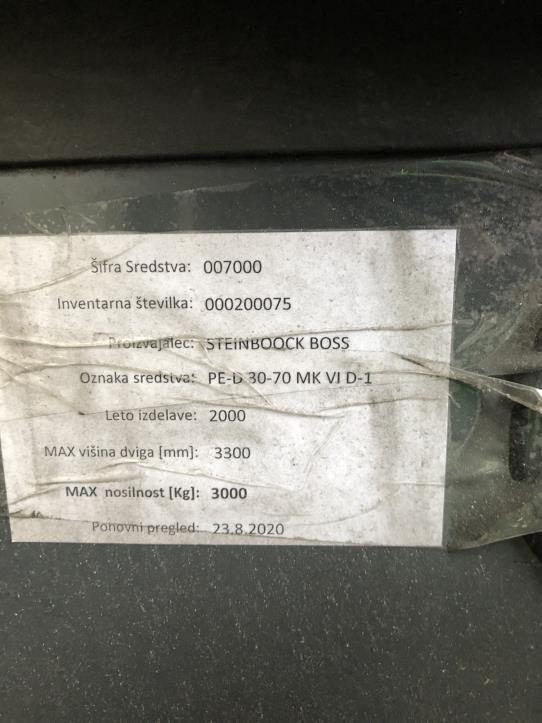 Šifra Sredstva: 007000
Inventarna številka: 000200075
Proizvajalec: STEINBOOCK BOSS
Oznaka sredstva: PE-D 30-70 MK VI D-1
Leto izdelave: 2000
MAX višina dviga [mm]: 3300
MAX nosilnost [Kg]: 3000
Ponovni pregled: 23.8.2020